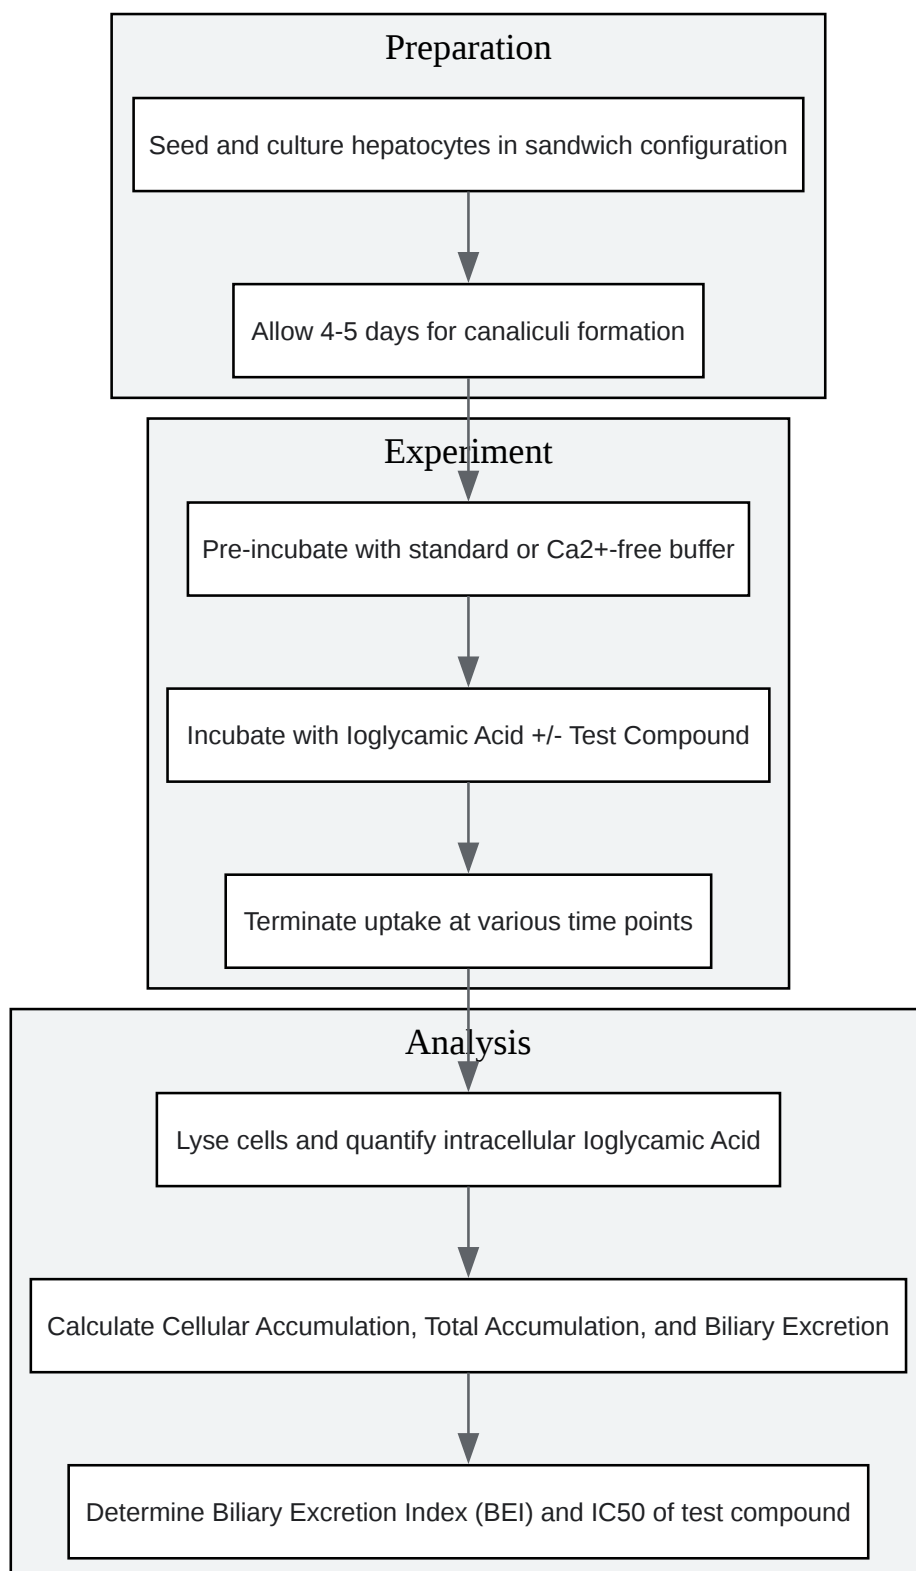 Preparation
Seed and culture hepatocytes in sandwich configuration
Allow 4-5 days for canaliculi formation
Experiment
Pre-incubate with standard or Ca2+-free buffer
Incubate with Ioglycamic Acid +/- Test Compound
Terminate uptake at various time points
Analysis
Lyse cells and quantify intracellular Ioglycamic Acid
Calculate Cellular Accumulation, Total Accumulation, and Biliary Excretion
Determine Biliary Excretion Index (BEI) and IC50 of test compound